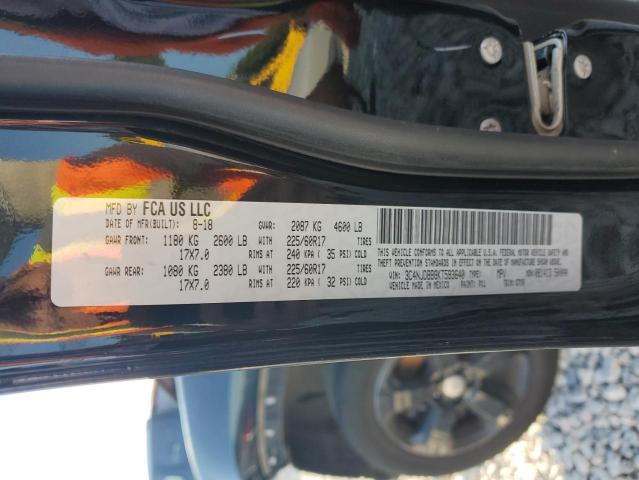 MFD BY FCA US LLC
DATE OF MFR(BUILT): 8-18 GVWR: 2087 KG 4600 LB
GAWR FRONT: 1180 KG 2600 LB WITH 225/60R17 TIRES
17X7.0 RIMS AT 240 KPA ( 35 PSI) COLD
GAWR REAR: 1080 KG 2380 LB WITH 225/60R17 TIRES
17X7.0 RIMS AT 220 KPA ( 32 PSI) COLD
THIS VEHICLE CONFORMS TO ALL APPLICABLE U.S.A. FEDERAL MOTOR VEHICLE SAFETY AND
THEFT PREVENTION STANDARDS IN EFFECT ON THE DATE OF MANUFACTURE SHOWN ABOVE.
VIN: 3C4NJDBB8KT593640 TYPE: MPV
MADE IN MEXICO PAINT: PX8